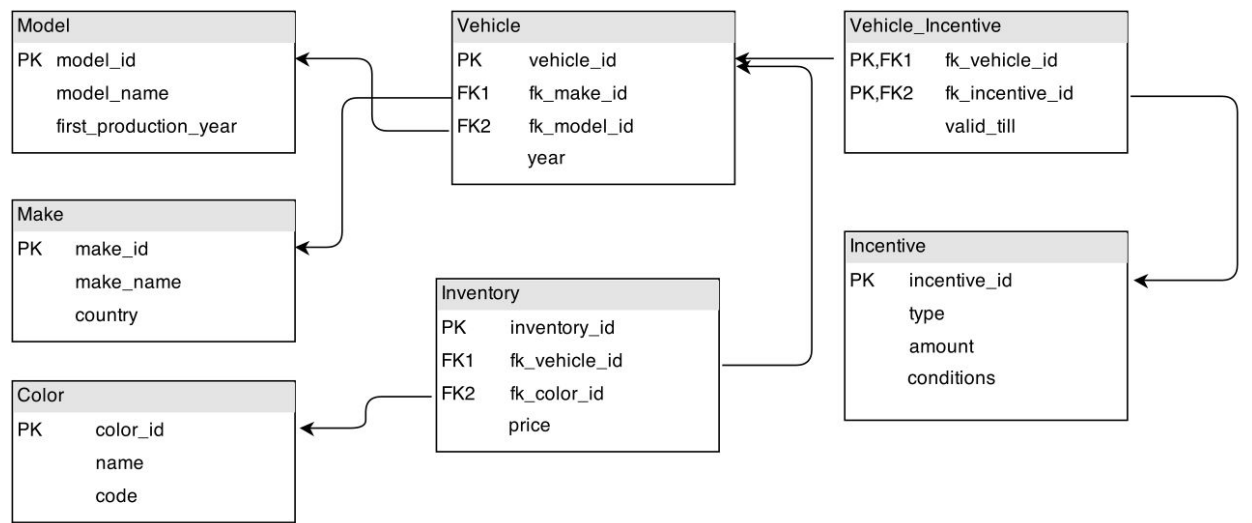 Model
PK model_id
model_name
first_production_year
Vehicle
PK vehicle_id
FK1 fk_make_id
FK2 fk_model_id
year
Vehicle_Incentive
PK,FK1 fk_vehicle_id
PK,FK2 fk_incentive_id
valid_till
Make
PK make_id
make_name
country
Incentive
PK incentive_id
type
amount
conditions
Inventory
PK inventory_id
FK1 fk_vehicle_id
FK2 fk_color_id
price
Color
PK color_id
name
code